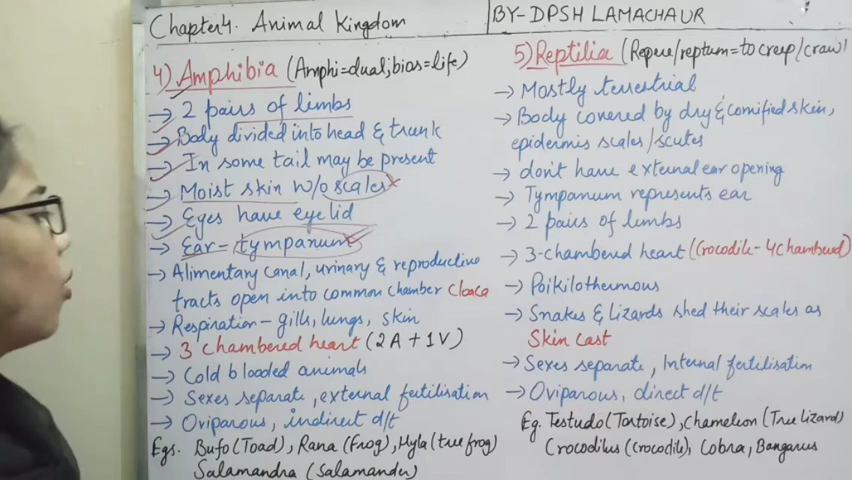 Chapter4. Animal Kingdom
BY-DPSH LAMACHAUR
4) Amphibia (Amphi=dual; bios=life)
→ 2 pairs of limbs
→ Body divided into head & trunk
→ In some tail may be present
→ Moist skin w/o scales
→ Eyes have eyelid
→ Ear - tympanum
→ Alimentary canal, urinary & reproductive
tracts open into common chamber cloaca
→ Respiration - gills, lungs, skin
→ 3 chambered heart (2A + 1V)
→ Cold blooded animals
→ Sexes separate, external fertilisation
→ Oviparous, indirect d/t
Egs. Bufo (Toad), Rana (Frog), Hyla (tree frog)
Salamandra (Salamander)
5) Reptilia (Repere/reptum = to creep/crawl)
→ Mostly terrestrial
→ Body covered by dry & cornified skin,
epidermis scales/scutes
→ don't have external ear opening
→ Tympanum represents ear
→ 2 pairs of limbs
→ 3-chambered heart (Crocodile - 4 chambered)
→ Poikilothermous
→ Snakes & lizards shed their scales as
Skin cast
→ Sexes separate, Internal fertilisation
→ Oviparous, direct d/t
Eg. Testudo (Tortoise), Chameleon (Tree lizard)
Crocodilus (crocodile), Cobra, Bangarus